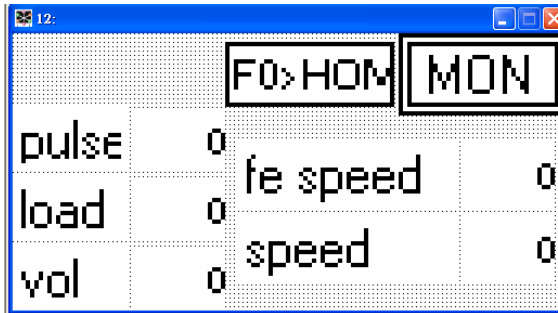 12:
F0>HOM
MON
pulse 0
load 0
vol 0
fe speed 0
speed 0